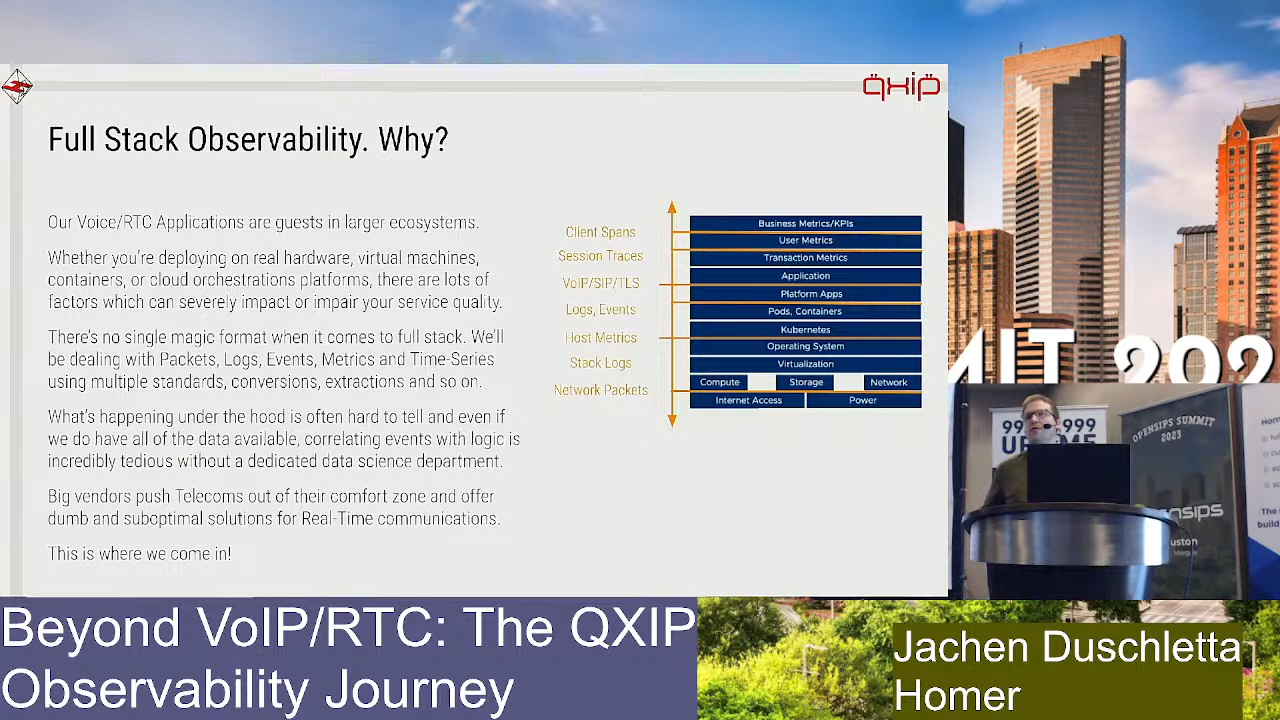 qxip
Full Stack Observability. Why?
Our Voice/RTC Applications are guests in larger ecosystems.
Whether you're deploying on real hardware, virtual machines,
containers, or cloud orchestrations platforms, there are lots of
factors that can severely impact or impair your service quality.
There's no single magic format when it comes to full stack. We'll
be dealing in Packets, Logs, Events, Metrics and Time-Series
using multiple standards, conversions, extractions and so on.
What's happening under the hood is often hard to tell and even if
we do have all of the data available, correlating events with logic is
incredibly tedious without a dedicated data science department.
Big vendors push Telecoms out of their comfort zone and offer
dumb and suboptimal solutions for Real-Time communications.
This is where we come in!
Client Spans
Session Traces
VoIP/SIP/TLS
Logs, Events
Host Metrics
Stack Logs
Network Packets
Business Metrics/KPIs
User Metrics
Transaction Metrics
Application
Platform Apps
Pods, Containers
Kubernetes
Operating System
Virtualization
Compute Storage Network
Internet Access Power
MIT 202
OPENSIPS SUMMIT
2023
nsips
Beyond VoIP/RTC: The QXIP
Observability Journey
Jachen Duschletta
Homer